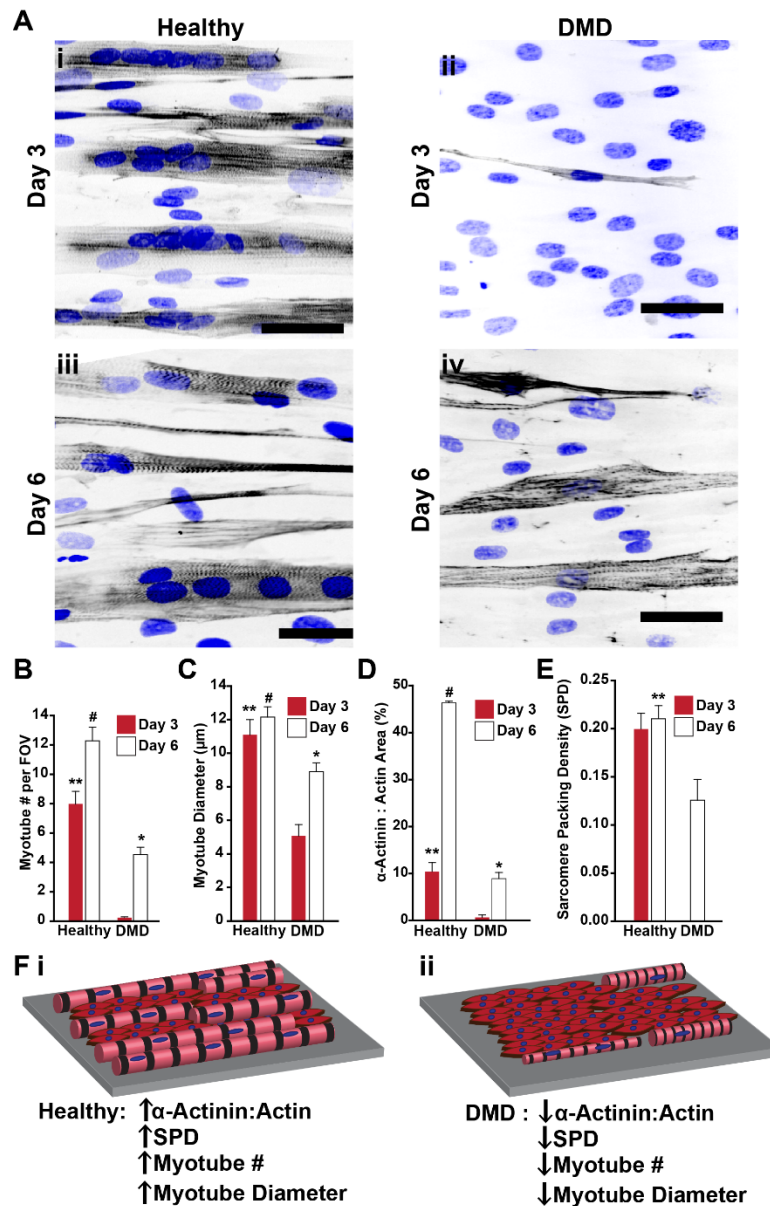 A
Healthy
DMD
i
ii
Day 3
Day 3
iii
iv
Day 6
Day 6
B
C
D
E
Myotube # per FOV
12
10
8
6
4
2
0
**
#
*
Day 3
Day 6
Healthy DMD
Myotube Diameter (µm)
14
12
10
8
6
4
2
0
**
#
*
Day 3
Day 6
Healthy DMD
α-Actinin : Actin Area (%)
50
40
30
20
10
0
**
#
*
Day 3
Day 6
Healthy DMD
Sarcomere Packing Density (SPD)
0.25
0.20
0.15
0.10
0.05
0.00
**
Day 3
Day 6
Healthy DMD
F i
ii
Healthy: ↑α-Actinin:Actin
↑SPD
↑Myotube #
↑Myotube Diameter
DMD : ↓α-Actinin:Actin
↓SPD
↓Myotube #
↓Myotube Diameter